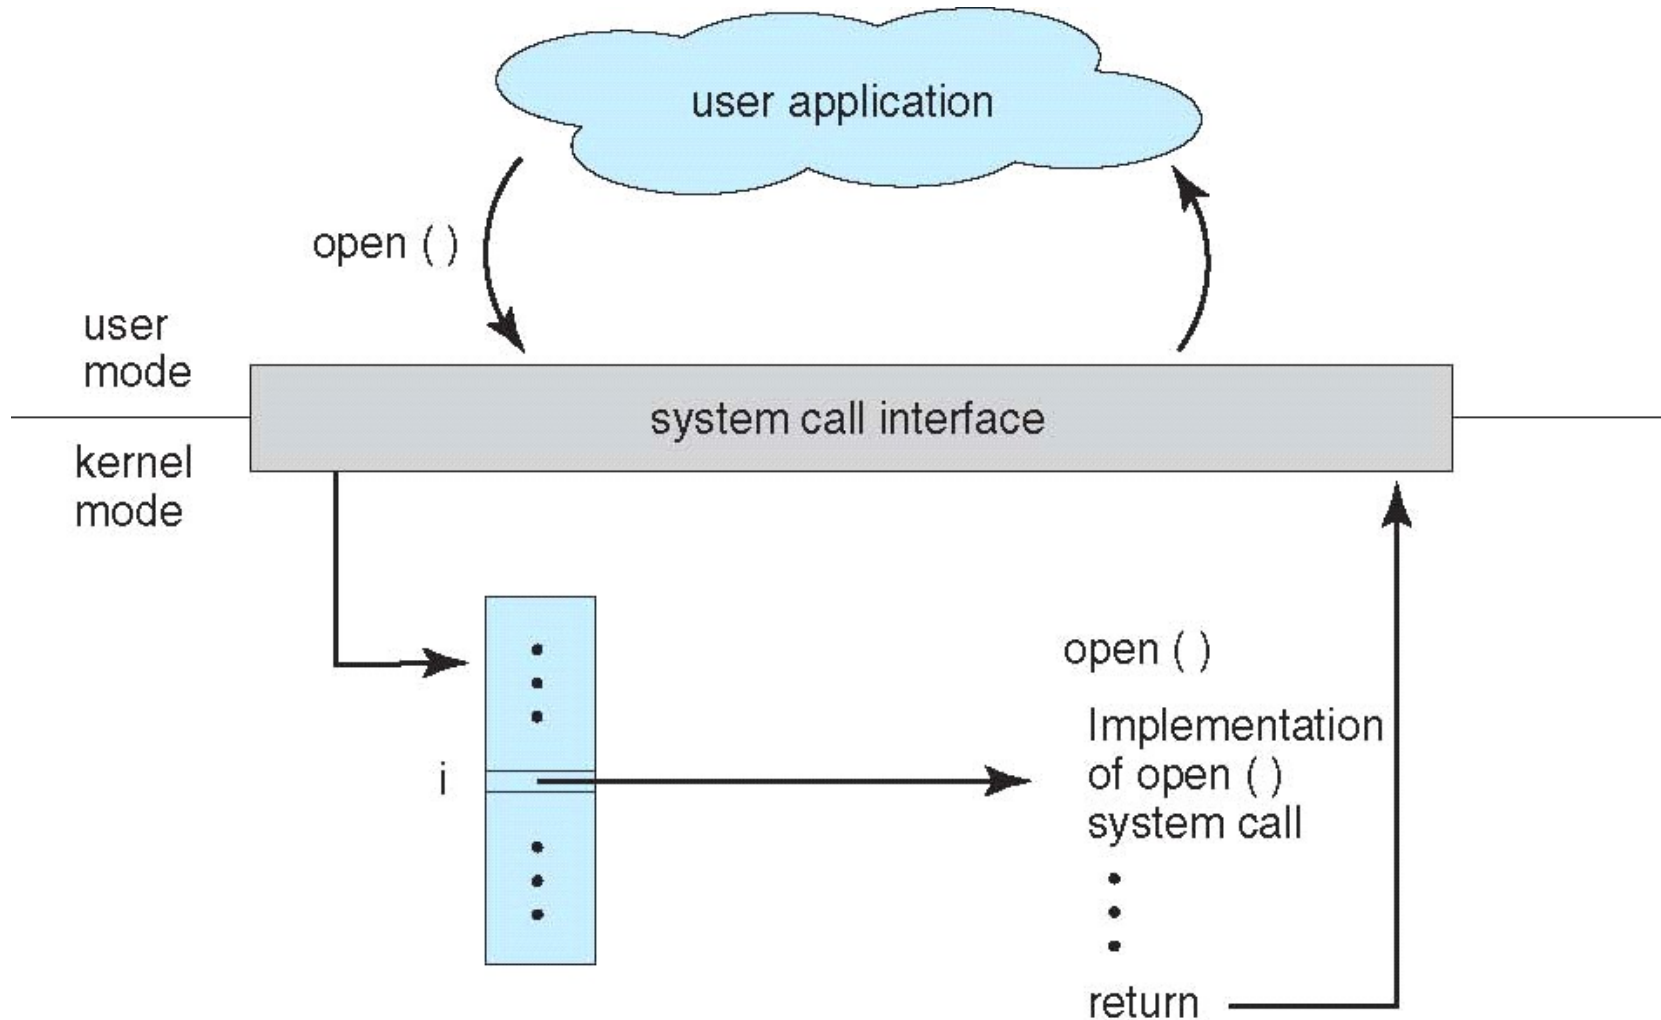 user application
open ( )
user
mode
system call interface
kernel
mode
open ( )
Implementation
of open ( )
system call
i
return